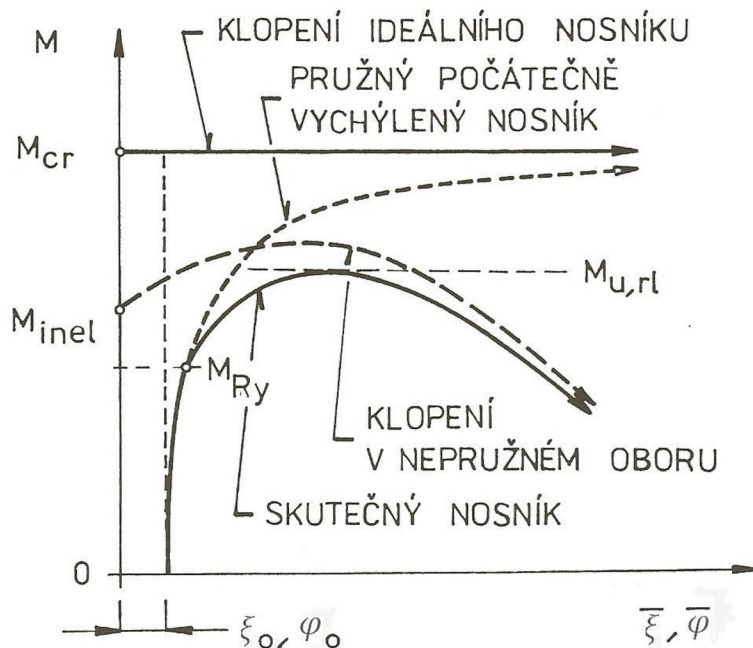 M
KLOPENÍ IDEÁLNÍHO NOSNÍKU
PRUŽNÝ POČÁTEČNĚ
VYCHÝLENÝ NOSNÍK
Mcr
Mu,rl
Minel
MRy
KLOPENÍ
V NEPRUŽNÉM OBORU
SKUTEČNÝ NOSNÍK
0
ξo, φo
ξ̅, φ̅